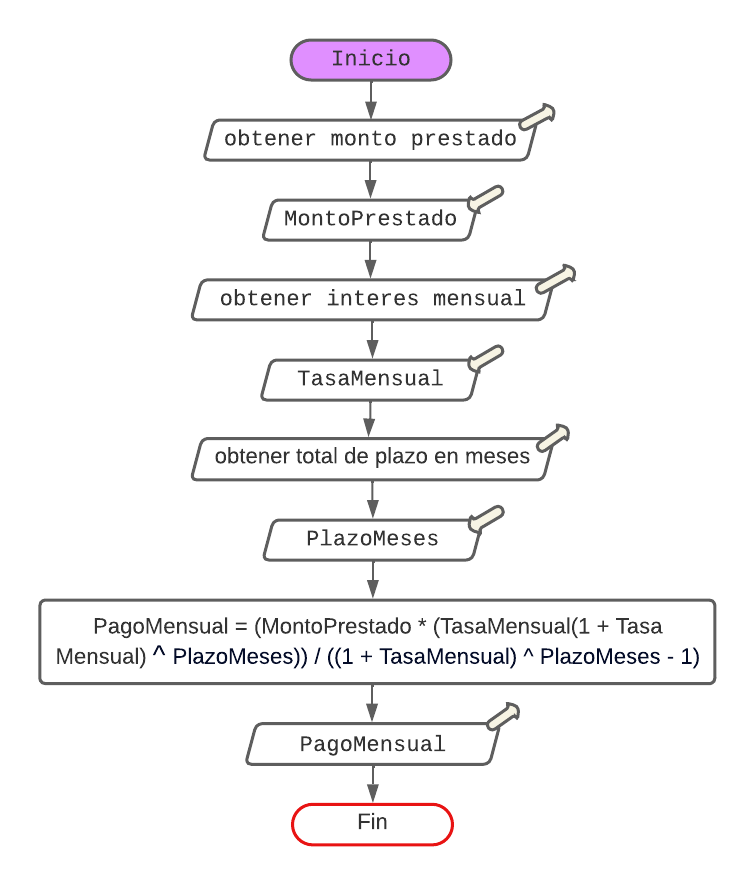 Inicio
obtener monto prestado
MontoPrestado
obtener interes mensual
TasaMensual
obtener total de plazo en meses
PlazoMeses
PagoMensual = (MontoPrestado * (TasaMensual(1 + Tasa
Mensual) ^ PlazoMeses)) / ((1 + TasaMensual) ^ PlazoMeses - 1)
PagoMensual
Fin